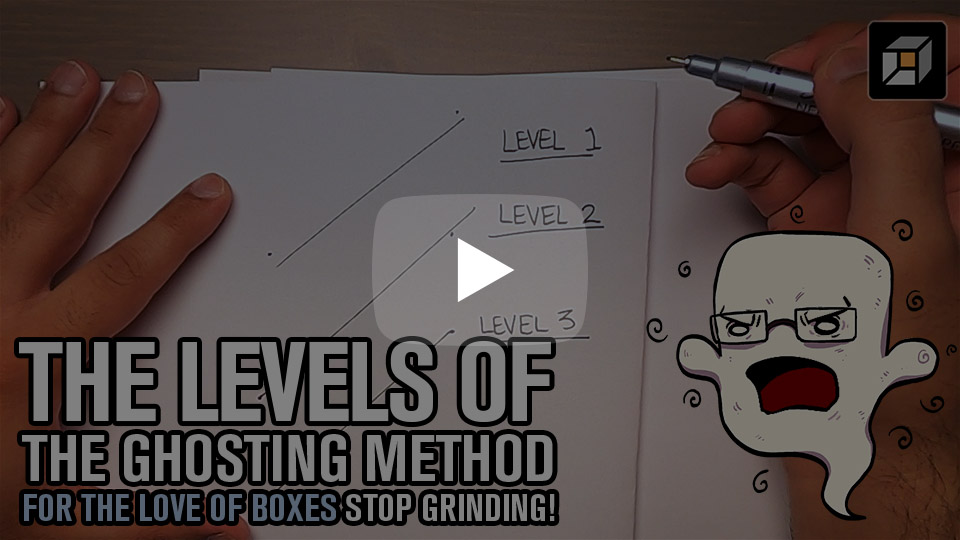 LEVEL 1
LEVEL 2
LEVEL 3
THE LEVELS OF
THE GHOSTING METHOD
FOR THE LOVE OF BOXES STOP GRINDING!